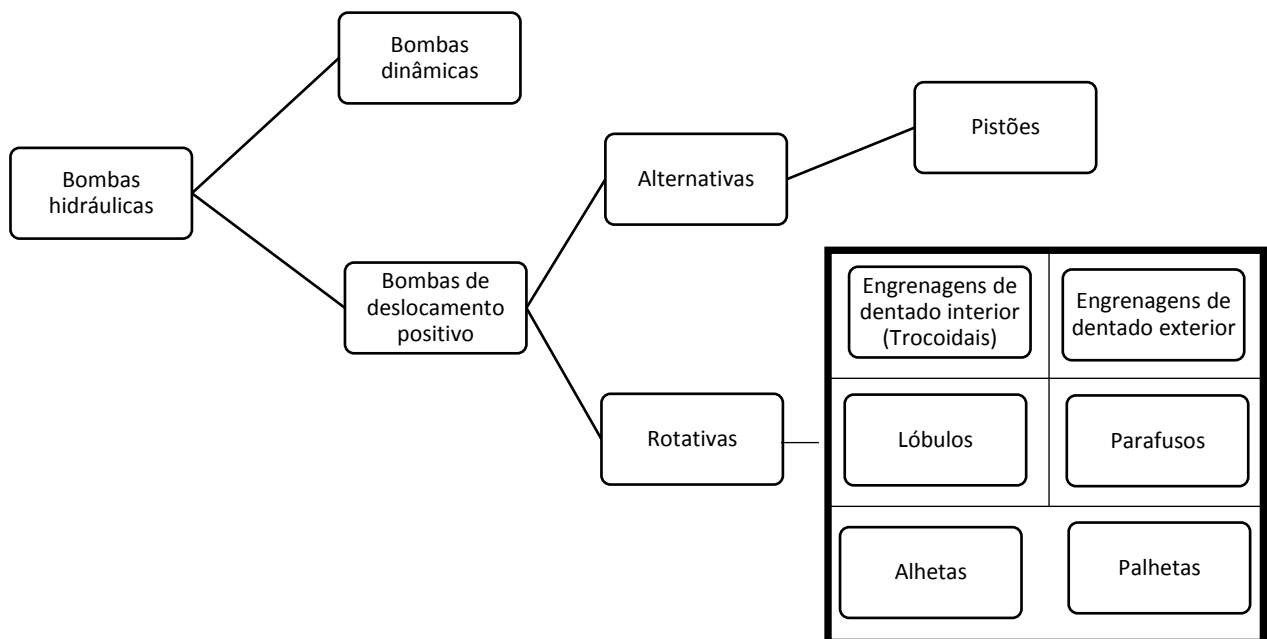 Bombas
dinâmicas
Pistões
Bombas
hidráulicas
Alternativas
Bombas de
deslocamento
positivo
Rotativas
Engrenagens de
dentado interior
(Trocoidais)
Engrenagens de
dentado exterior
Lóbulos
Parafusos
Alhetas
Palhetas